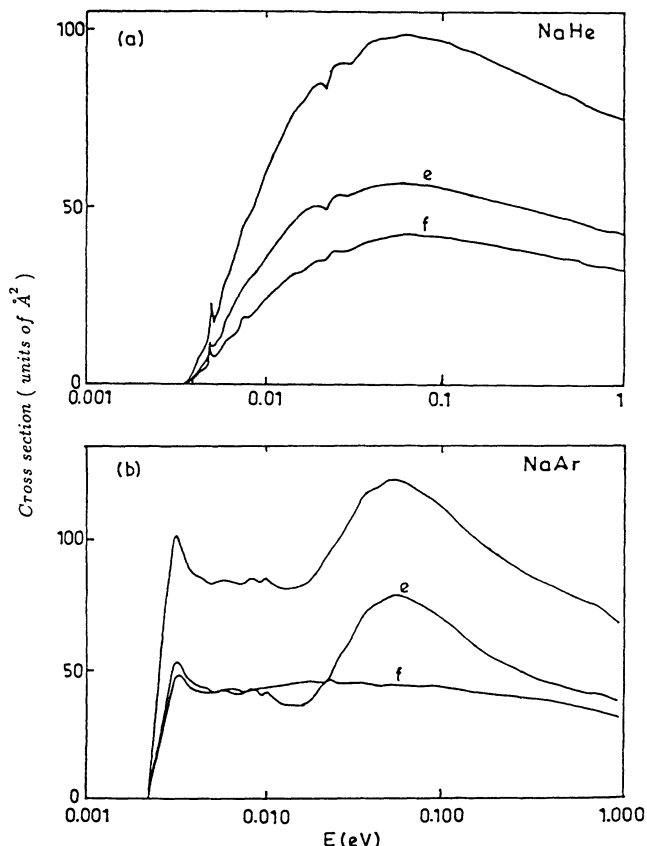 100
(a)
NaHe
e
50
f
0
0.001
0.01
0.1
1
Cross section ( units of Å²)
(b)
NaAr
100
e
50
f
0
0.001
0.010
0.100
1.000
E(eV)